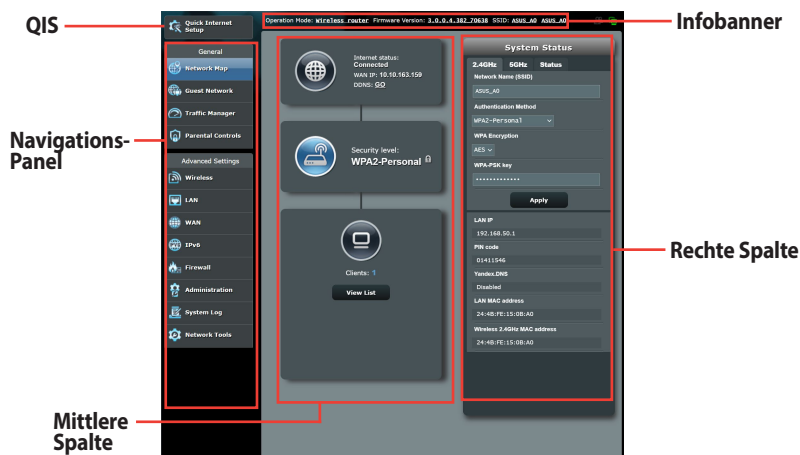 QIS
Quick Internet
Setup
Operation Mode: Wireless router Firmware Version: 3.0.0.4.382_70638 SSID: ASUS_A0 ASUS_A0
Infobanner
General
Network Map
Guest Network
Traffic Manager
Parental Controls
Navigations-
Panel
Advanced Settings
Wireless
LAN
WAN
IPv6
Firewall
Administration
System Log
Network Tools
Internet status:
Connected
WAN IP: 10.10.163.159
DDNS: GO
Security level:
WPA2-Personal
Clients: 1
View List
Mittlere
Spalte
System Status
2.4GHz 5GHz Status
Network Name (SSID)
ASUS_A0
Authentication Method
WPA2-Personal
WPA Encryption
AES
WPA-PSK key
•••••••••••••
Apply
LAN IP
192.168.50.1
PIN code
01411546
Yandex.DNS
Disabled
LAN MAC address
24:4B:FE:15:0B:A0
Wireless 2.4GHz MAC address
24:4B:FE:15:0B:A0
Rechte Spalte